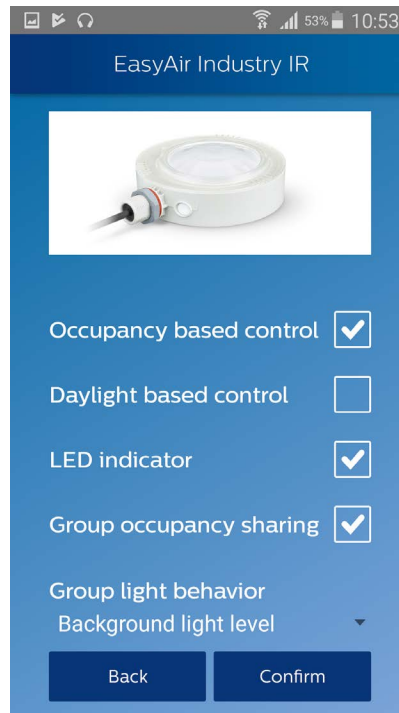 53% 10:53
EasyAir Industry IR
Occupancy based control
Daylight based control
LED indicator
Group occupancy sharing
Group light behavior
Background light level
Back Confirm